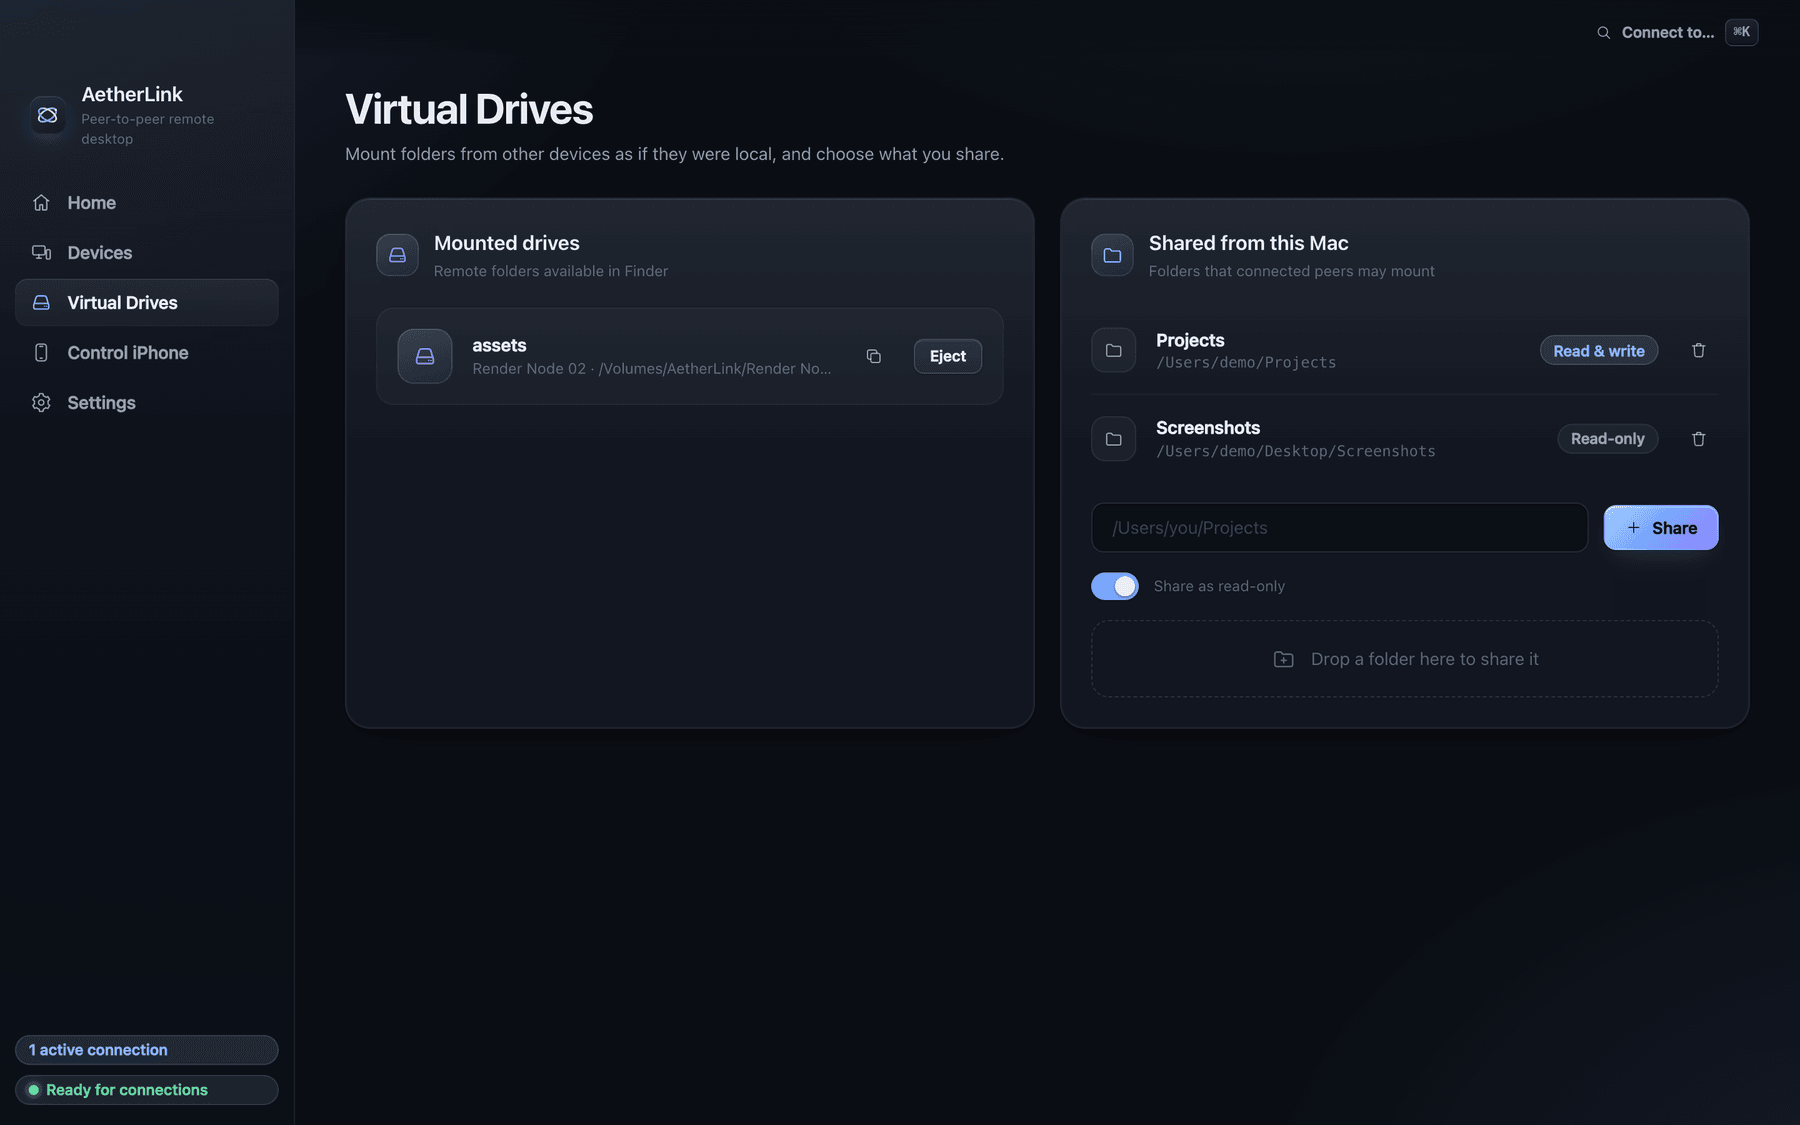 Connect to...
⌘K
AetherLink
Peer-to-peer remote
desktop
Home
Devices
Virtual Drives
Control iPhone
Settings
1 active connection
Ready for connections
Virtual Drives
Mount folders from other devices as if they were local, and choose what you share.
Mounted drives
Remote folders available in Finder
assets
Render Node 02 · /Volumes/AetherLink/Render No...
Eject
Shared from this Mac
Folders that connected peers may mount
Projects
/Users/demo/Projects
Read & write
Screenshots
/Users/demo/Desktop/Screenshots
Read-only
/Users/you/Projects
Share
Share as read-only
Drop a folder here to share it